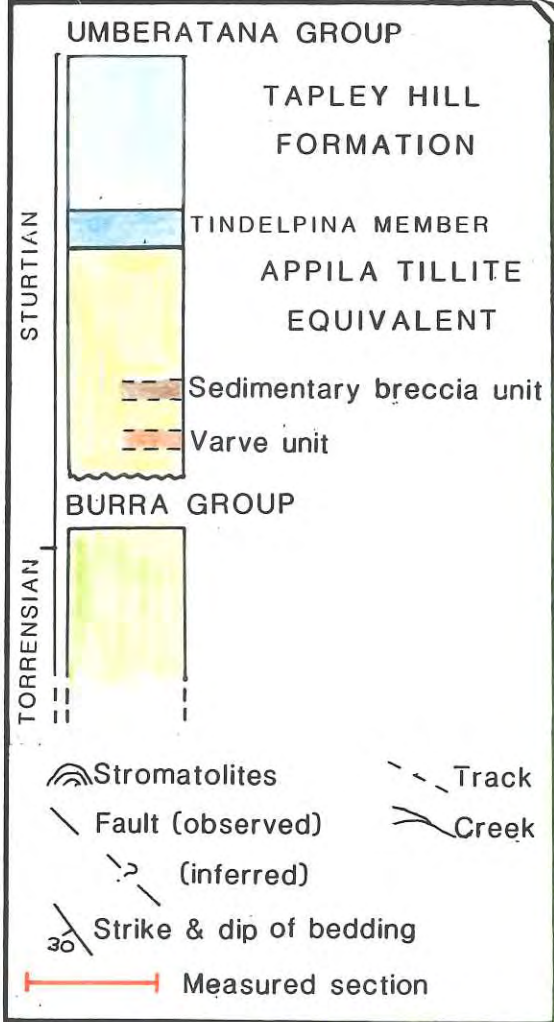 UMBERATANA GROUP
TAPLEY HILL
FORMATION
TINDELPINA MEMBER
APPILA TILLITE
EQUIVALENT
Sedimentary breccia unit
Varve unit
STURTIAN
BURRA GROUP
TORRENSIAN
Stromatolites
Track
Fault (observed)
Creek
? (inferred)
30 Strike & dip of bedding
Measured section